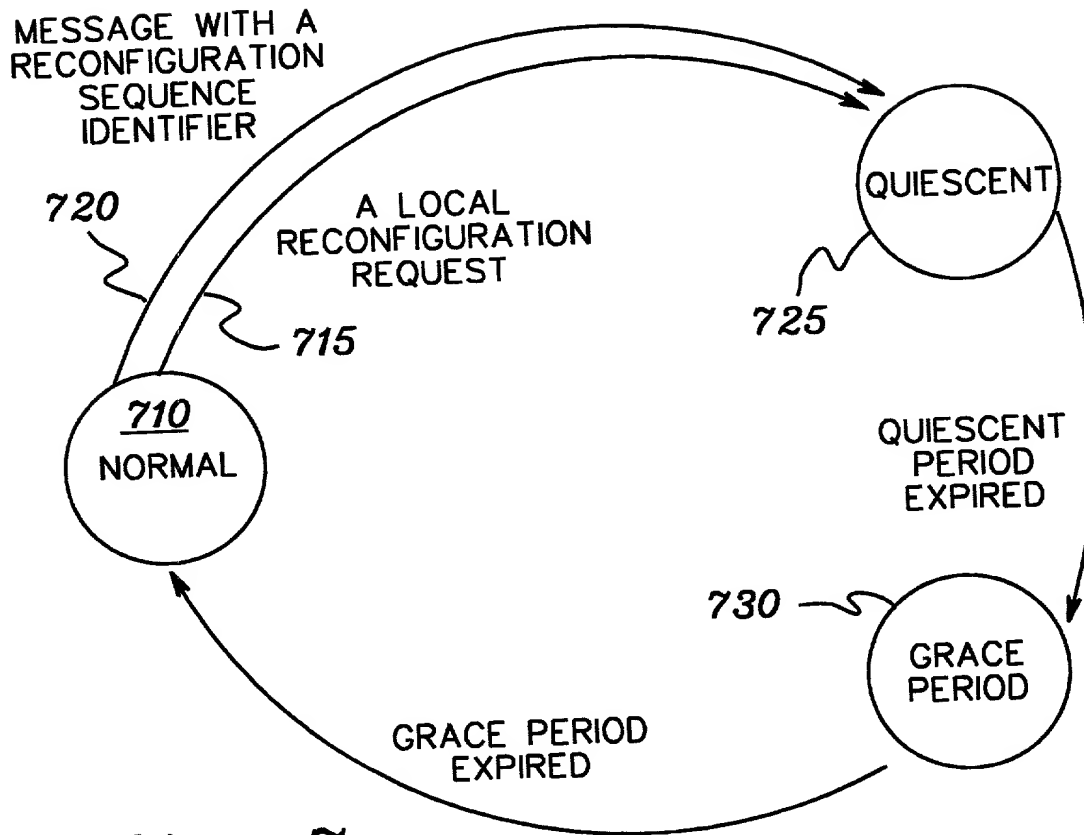 MESSAGE WITH A
RECONFIGURATION
SEQUENCE
IDENTIFIER
720
A LOCAL
RECONFIGURATION
REQUEST
715
QUIESCENT
725
710
NORMAL
QUIESCENT
PERIOD
EXPIRED
730
GRACE
PERIOD
GRACE PERIOD
EXPIRED